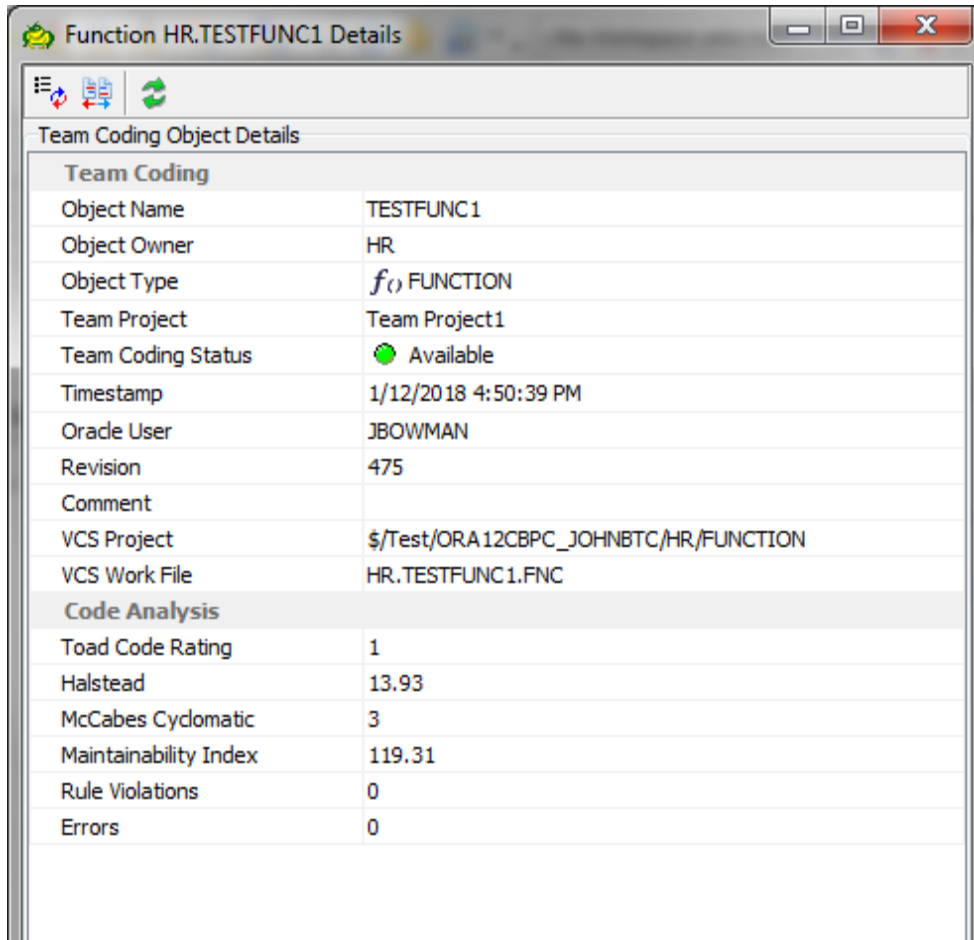 Function HR.TESTFUNC1 Details
Team Coding Object Details
Team Coding
Object Name TESTFUNC1
Object Owner HR
Object Type f() FUNCTION
Team Project Team Project1
Team Coding Status Available
Timestamp 1/12/2018 4:50:39 PM
Oracle User JBOWMAN
Revision 475
Comment
VCS Project $/Test/ORA12CBPC_JOHNBTC/HR/FUNCTION
VCS Work File HR.TESTFUNC1.FNC
Code Analysis
Toad Code Rating 1
Halstead 13.93
McCabes Cyclomatic 3
Maintainability Index 119.31
Rule Violations 0
Errors 0